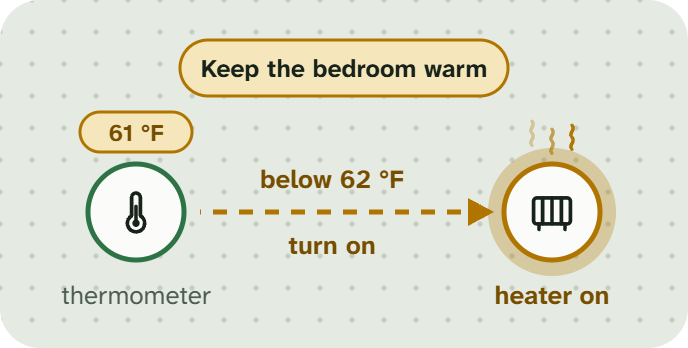 Keep the bedroom warm
61 °F
below 62 °F
turn on
thermometer
heater on